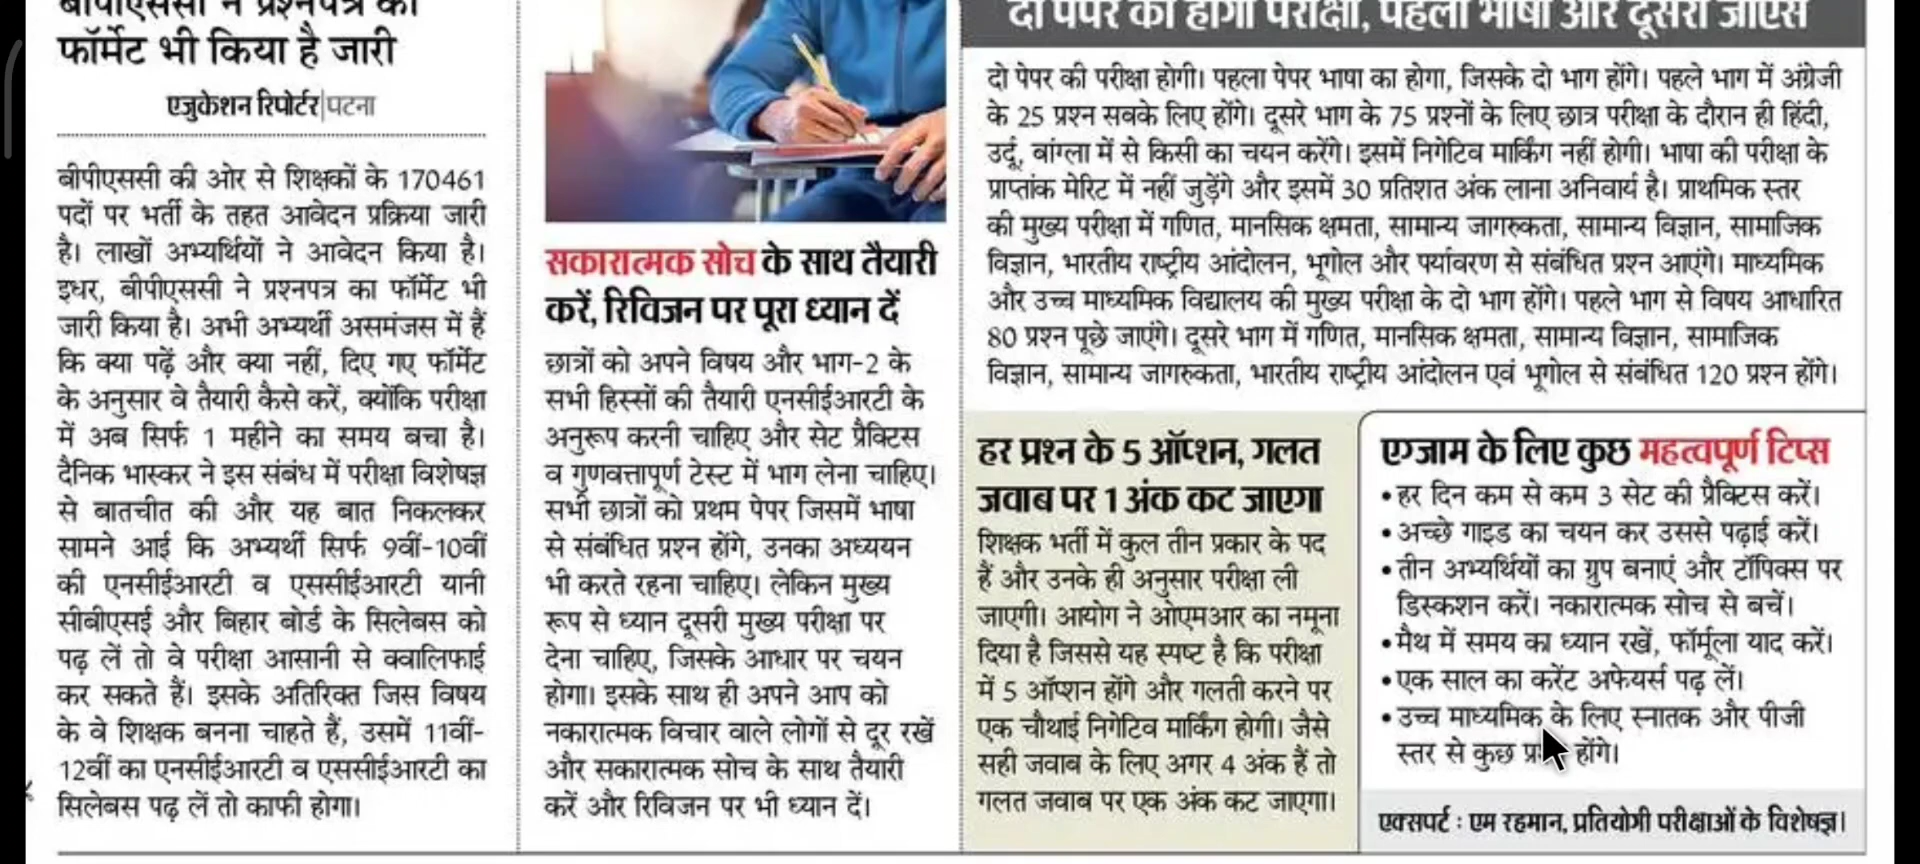 बीपीएससी ने प्रश्नपत्र का
फॉर्मेट भी किया है जारी
एजुकेशन रिपोर्टर|पटना
बीपीएससी की ओर से शिक्षकों के 170461
पदों पर भर्ती के तहत आवेदन प्रक्रिया जारी
है। लाखों अभ्यर्थियों ने आवेदन किया है।
इधर, बीपीएससी ने प्रश्नपत्र का फॉर्मेट भी
जारी किया है। अभी अभ्यर्थी असमंजस में हैं
कि क्या पढ़ें और क्या नहीं, दिए गए फॉर्मेट
के अनुसार वे तैयारी कैसे करें, क्योंकि परीक्षा
में अब सिर्फ 1 महीने का समय बचा है।
दैनिक भास्कर ने इस संबंध में परीक्षा विशेषज्ञ
से बातचीत की और यह बात निकलकर
सामने आई कि अभ्यर्थी सिर्फ 9वीं-10वीं
की एनसीईआरटी व एससीईआरटी यानी
सीबीएसई और बिहार बोर्ड के सिलेबस को
पढ़ लें तो वे परीक्षा आसानी से क्वालिफाई
कर सकते हैं। इसके अतिरिक्त जिस विषय
के वे शिक्षक बनना चाहते हैं, उसमें 11वीं-
12वीं का एनसीईआरटी व एससीईआरटी का
सिलेबस पढ़ लें तो काफी होगा।
सकारात्मक सोच के साथ तैयारी
करें, रिविजन पर पूरा ध्यान दें
छात्रों को अपने विषय और भाग-2 के
सभी हिस्सों की तैयारी एनसीईआरटी के
अनुरूप करनी चाहिए और सेट प्रैक्टिस
व गुणवत्तापूर्ण टेस्ट में भाग लेना चाहिए।
सभी छात्रों को प्रथम पेपर जिसमें भाषा
से संबंधित प्रश्न होंगे, उनका अध्ययन
भी करते रहना चाहिए। लेकिन मुख्य
रूप से ध्यान दूसरी मुख्य परीक्षा पर
देना चाहिए, जिसके आधार पर चयन
होगा। इसके साथ ही अपने आप को
नकारात्मक विचार वाले लोगों से दूर रखें
और सकारात्मक सोच के साथ तैयारी
करें और रिविजन पर भी ध्यान दें।
दो पेपर की होगी परीक्षा, पहला भाषा और दूसरा जीएस
दो पेपर की परीक्षा होगी। पहला पेपर भाषा का होगा, जिसके दो भाग होंगे। पहले भाग में अंग्रेजी
के 25 प्रश्न सबके लिए होंगे। दूसरे भाग के 75 प्रश्नों के लिए छात्र परीक्षा के दौरान ही हिंदी,
उर्दू, बांग्ला में से किसी का चयन करेंगे। इसमें निगेटिव मार्किंग नहीं होगी। भाषा की परीक्षा के
प्राप्तांक मेरिट में नहीं जुड़ेंगे और इसमें 30 प्रतिशत अंक लाना अनिवार्य है। प्राथमिक स्तर
की मुख्य परीक्षा में गणित, मानसिक क्षमता, सामान्य जागरुकता, सामान्य विज्ञान, सामाजिक
विज्ञान, भारतीय राष्ट्रीय आंदोलन, भूगोल और पर्यावरण से संबंधित प्रश्न आएंगे। माध्यमिक
और उच्च माध्यमिक विद्यालय की मुख्य परीक्षा के दो भाग होंगे। पहले भाग से विषय आधारित
80 प्रश्न पूछे जाएंगे। दूसरे भाग में गणित, मानसिक क्षमता, सामान्य विज्ञान, सामाजिक
विज्ञान, सामान्य जागरुकता, भारतीय राष्ट्रीय आंदोलन एवं भूगोल से संबंधित 120 प्रश्न होंगे।
हर प्रश्न के 5 ऑप्शन, गलत
जवाब पर 1 अंक कट जाएगा
शिक्षक भर्ती में कुल तीन प्रकार के पद
हैं और उनके ही अनुसार परीक्षा ली
जाएगी। आयोग ने ओएमआर का नमूना
दिया है जिससे यह स्पष्ट है कि परीक्षा
में 5 ऑप्शन होंगे और गलती करने पर
एक चौथाई निगेटिव मार्किंग होगी। जैसे
सही जवाब के लिए अगर 4 अंक हैं तो
गलत जवाब पर एक अंक कट जाएगा।
एग्जाम के लिए कुछ महत्वपूर्ण टिप्स
• हर दिन कम से कम 3 सेट की प्रैक्टिस करें।
• अच्छे गाइड का चयन कर उससे पढ़ाई करें।
• तीन अभ्यर्थियों का ग्रुप बनाएं और टॉपिक्स पर
डिस्कशन करें। नकारात्मक सोच से बचें।
• मैथ में समय का ध्यान रखें, फॉर्मूला याद करें।
• एक साल का करेंट अफेयर्स पढ़ लें।
• उच्च माध्यमिक के लिए स्नातक और पीजी
स्तर से कुछ होंगे।
एक्सपर्ट : एम रहमान, प्रतियोगी परीक्षाओं के विशेषज्ञ।